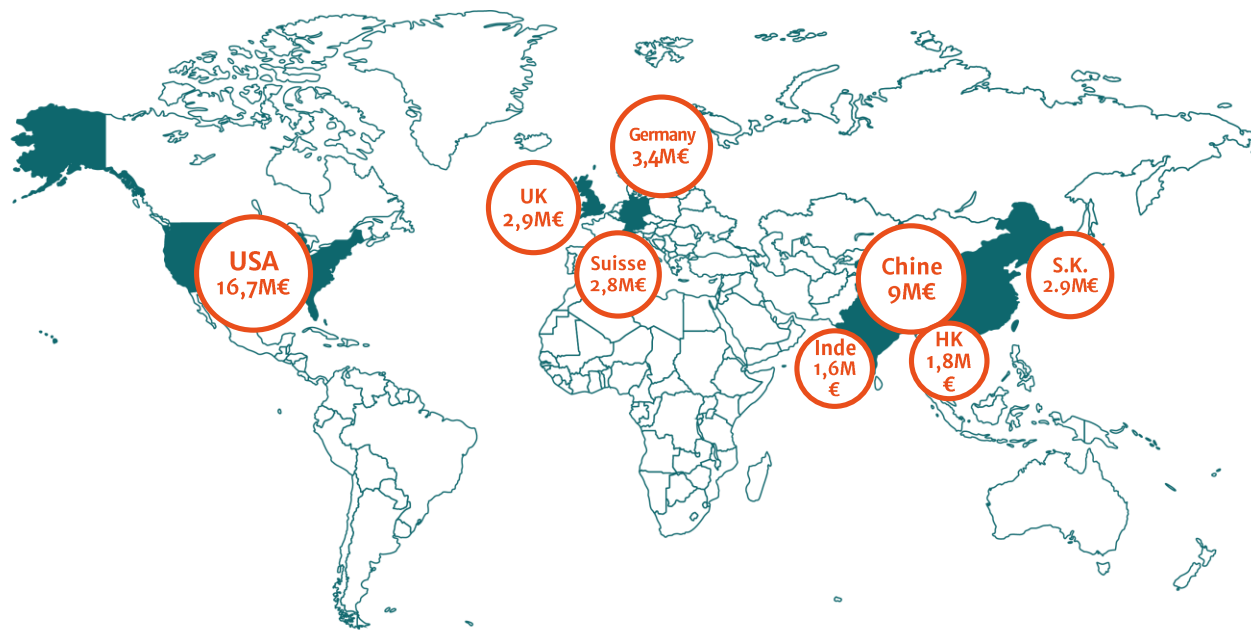 Germany
3,4M€
UK
2,9M€
USA
16,7M€
Suisse
2,8M€
Chine
9M€
S.K.
2.9M€
Inde
1,6M
€
HK
1,8M
€